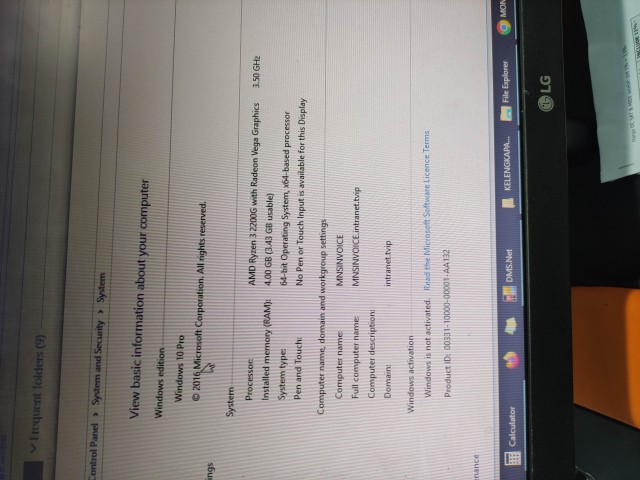 Frequent folders (9)
Control Panel > System and Security > System
View basic information about your computer
Windows edition
Windows 10 Pro
© 2016 Microsoft Corporation. All rights reserved.
System
Processor: AMD Ryzen 3 2200G with Radeon Vega Graphics 3.50 GHz
Installed memory (RAM): 4.00 GB (3.43 GB usable)
System type: 64-bit Operating System, x64-based processor
Pen and Touch: No Pen or Touch Input is available for this Display
Computer name, domain and workgroup settings
Computer name: MNSINVOICE
Full computer name: MNSINVOICE.intranet.tvip
Computer description:
Domain: intranet.tvip
Windows activation
Windows is not activated. Read the Microsoft Software Licence Terms
Product ID: 00331-10000-00001-AA132
ngs
nance
Calculator
DMS.Net
KELENGKAPA...
File Explorer
MON
LG